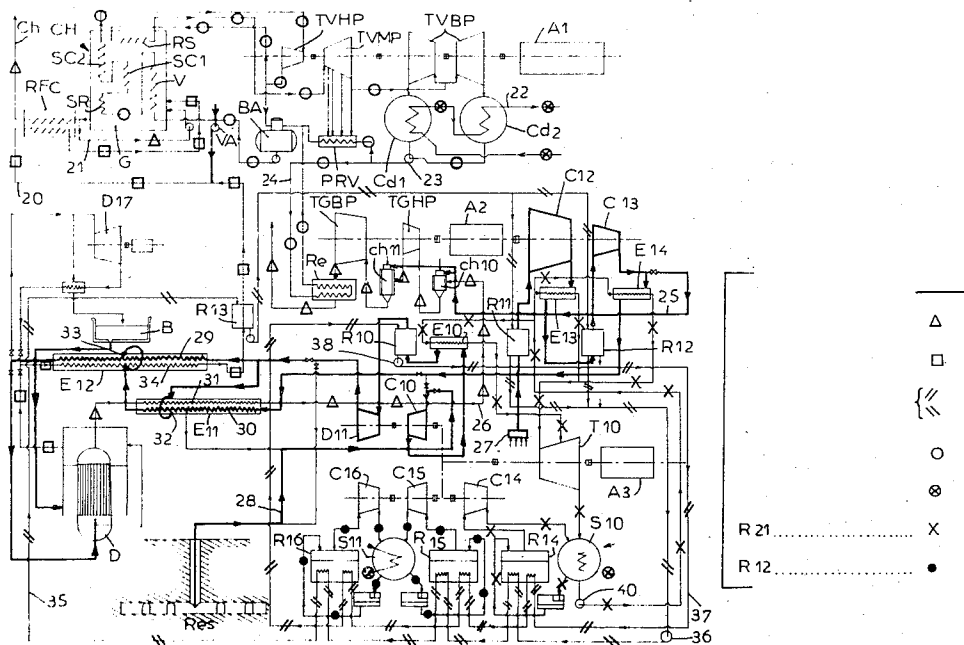 Ch CH
RS
SC2
SC1
V
RFC
SR
21
G
VA
20
TVHP
TVMP
TVBP
A1
BA
22
Cd2
24
PRV
Cd1
23
C12
C13
D17
TGBP
TGHP
A2
E14
ch11
ch10
Re
25
R13
R11
E13
R12
B
33
29
R10
E10
38
E12
34
31
C10
32
E11
30
D11
26
27
T10
A3
28
C16
C15
C14
S10
R16
S11
R15
R14
D
40
35
Res
37
36
R 21
R 12